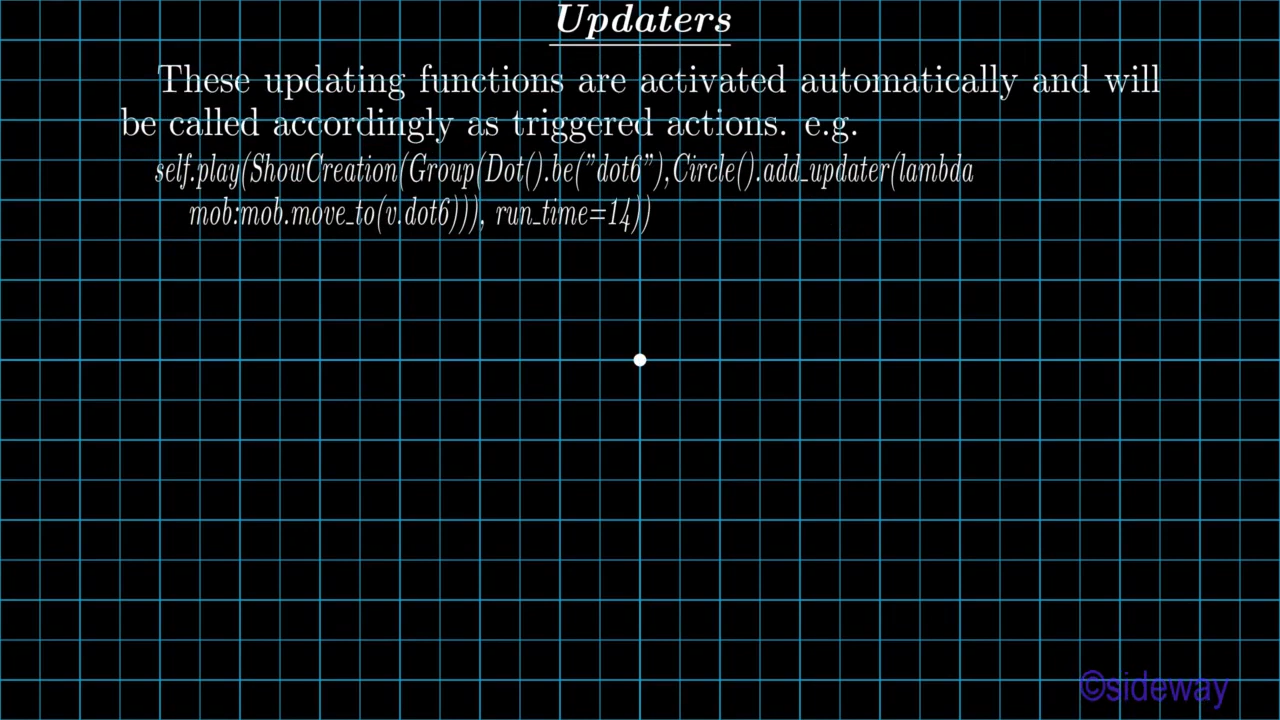 Updaters
These updating functions are activated automatically and will
be called accordingly as triggered actions. e.g.
self.play(ShowCreation(Group(Dot().be("dot6"),Circle().add_updater(lambda
mob:mob.move_to(v.dot6))), run_time=14))
©sideway